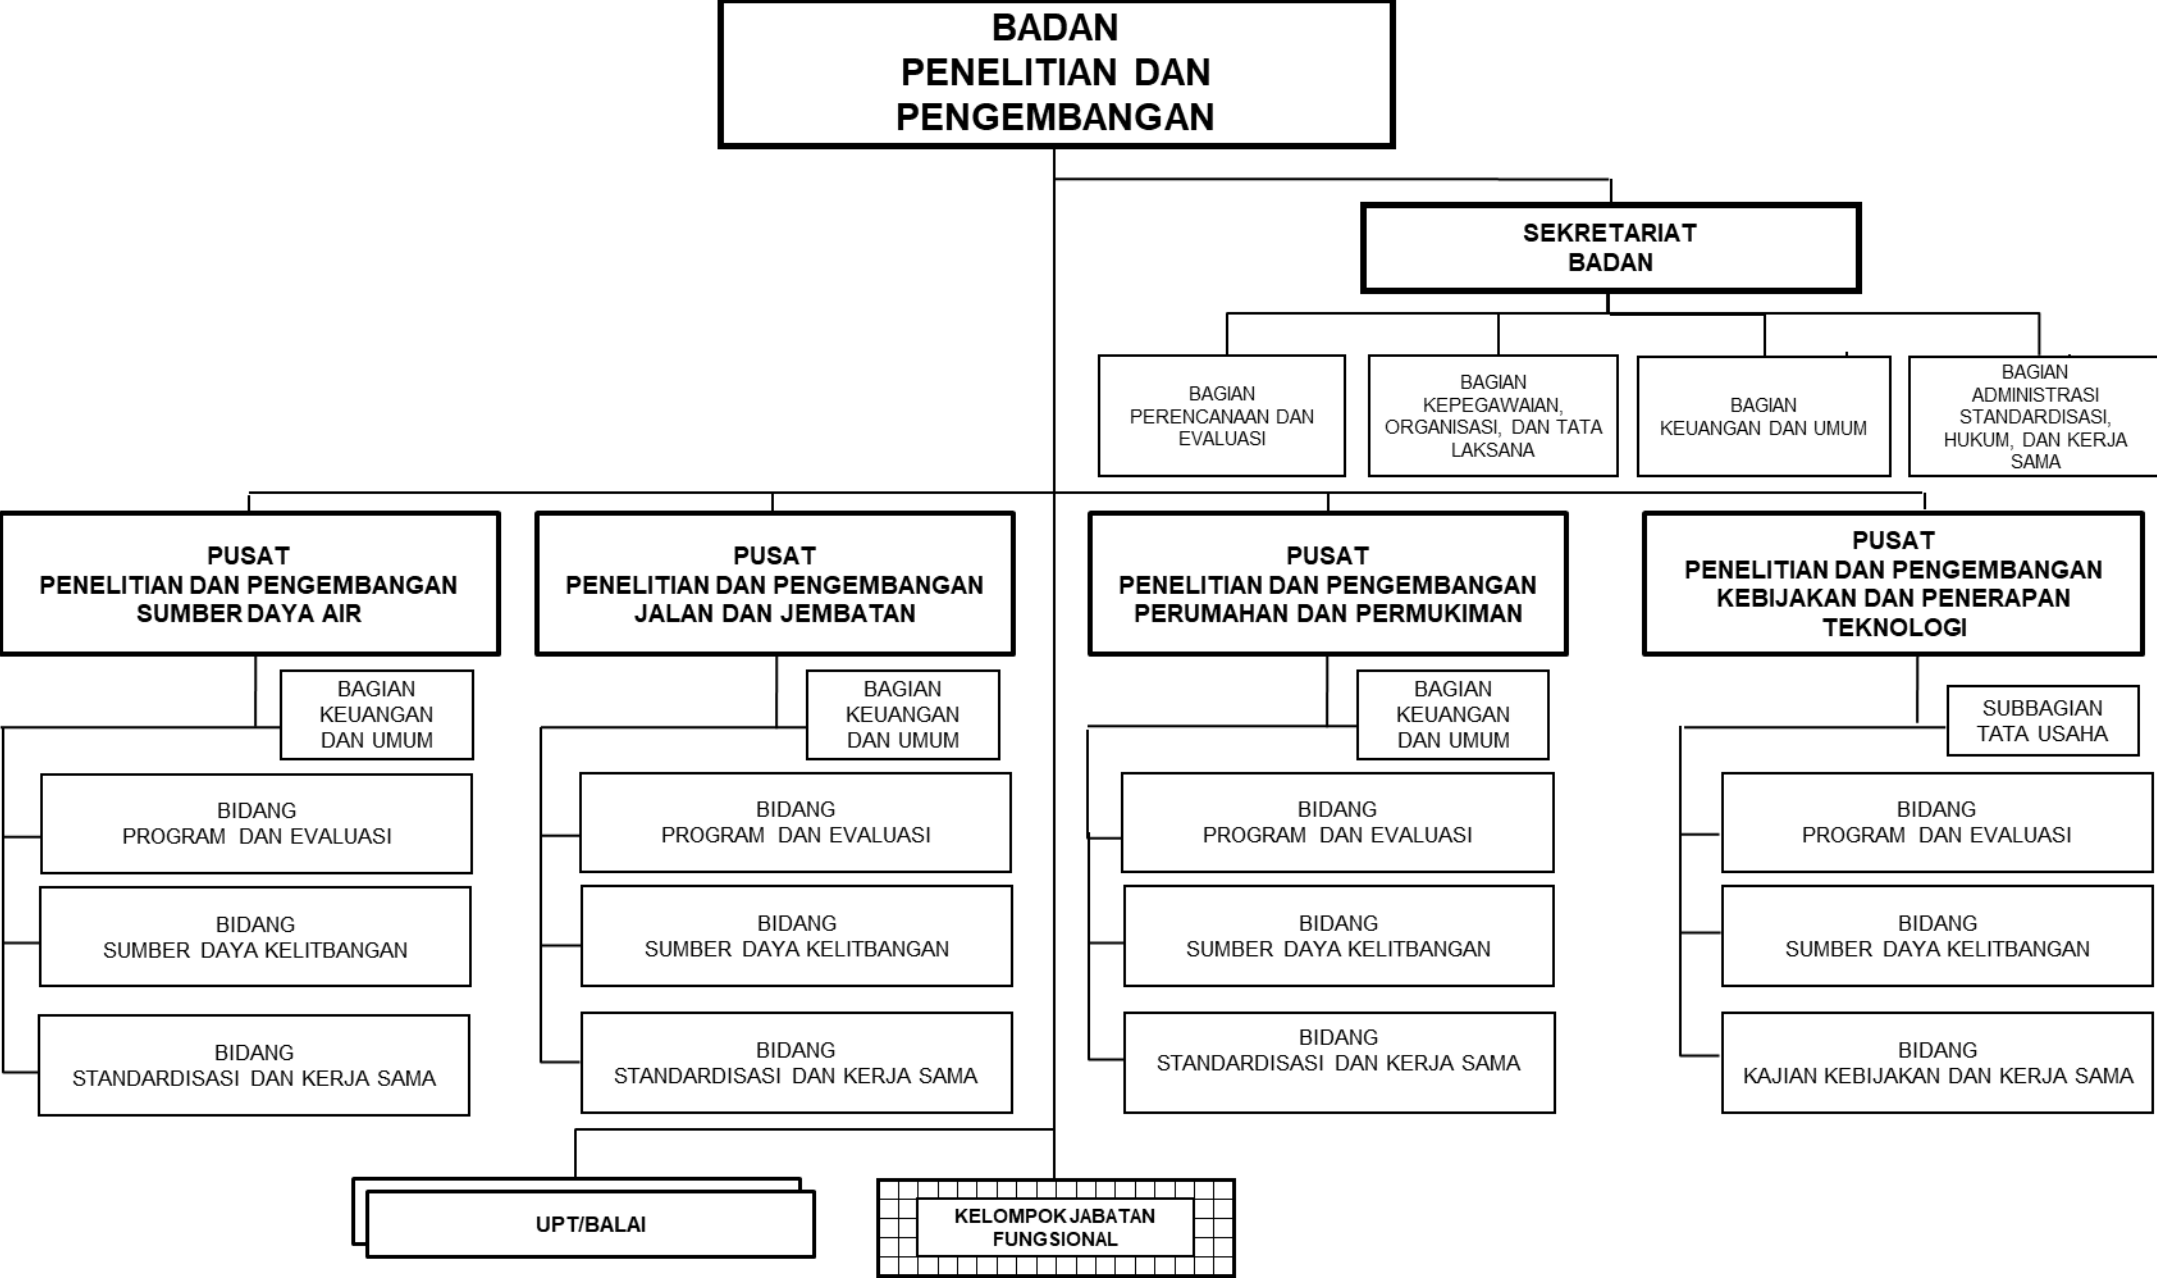 BADAN
PENELITIAN DAN
PENGEMBANGAN
SEKRETARIAT
BADAN
BAGIAN
PERENCANAAN DAN
EVALUASI
BAGIAN
KEPEGAWAIAN,
ORGANISASI, DAN TATA
LAKSANA
BAGIAN
KEUANGAN DAN UMUM
BAGIAN
ADMINISTRASI
STANDARDISASI,
HUKUM, DAN KERJA
SAMA
PUSAT
PENELITIAN DAN PENGEMBANGAN
SUMBER DAYA AIR
PUSAT
PENELITIAN DAN PENGEMBANGAN
JALAN DAN JEMBATAN
PUSAT
PENELITIAN DAN PENGEMBANGAN
PERUMAHAN DAN PERMUKIMAN
PUSAT
PENELITIAN DAN PENGEMBANGAN
KEBIJAKAN DAN PENERAPAN
TEKNOLOGI
BAGIAN
KEUANGAN
DAN UMUM
BAGIAN
KEUANGAN
DAN UMUM
BAGIAN
KEUANGAN
DAN UMUM
SUBBAGIAN
TATA USAHA
BIDANG
PROGRAM DAN EVALUASI
BIDANG
PROGRAM DAN EVALUASI
BIDANG
PROGRAM DAN EVALUASI
BIDANG
PROGRAM DAN EVALUASI
BIDANG
SUMBER DAYA KELITBANGAN
BIDANG
SUMBER DAYA KELITBANGAN
BIDANG
SUMBER DAYA KELITBANGAN
BIDANG
SUMBER DAYA KELITBANGAN
BIDANG
STANDARDISASI DAN KERJA SAMA
BIDANG
STANDARDISASI DAN KERJA SAMA
BIDANG
STANDARDISASI DAN KERJA SAMA
BIDANG
KAJIAN KEBIJAKAN DAN KERJA SAMA
UPT/BALAI
KELOMPOK JABATAN
FUNGSIONAL